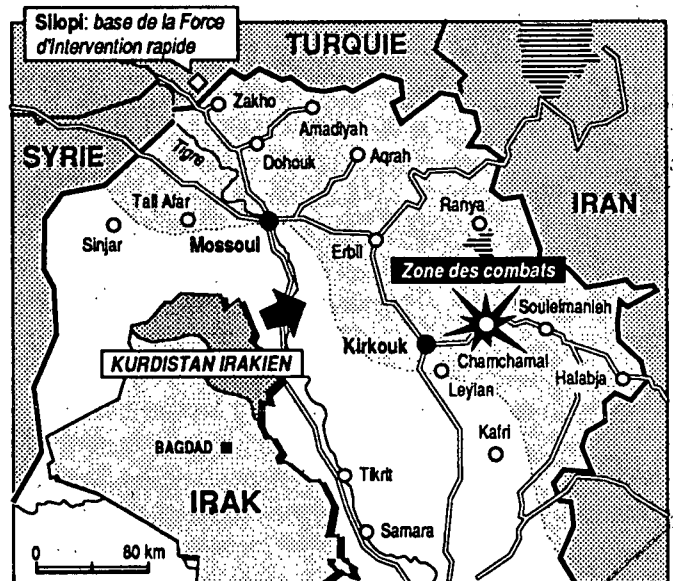 Silopi: base de la Force
d'Intervention rapide
TURQUIE
Zakho
Amadiyah
SYRIE
Tigre
Dohouk
Aqrah
IRAN
Tall Afar
Ranya
Sinjar
Mossoul
Erbil
Zone des combats
Souleimanieh
Kirkouk
KURDISTAN IRAKIEN
Chamchamal
Leylan
Halabja
BAGDAD
Kafri
Tikrit
IRAK
Samara
0 80 km